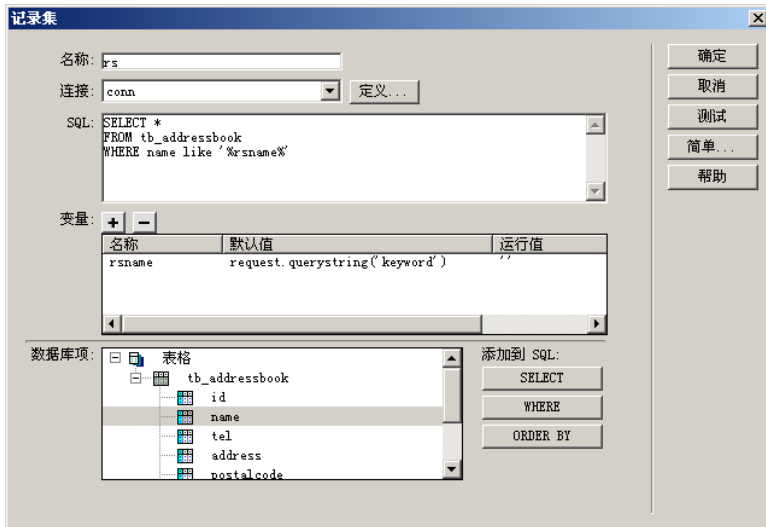 记录集
名称: rs
确定
连接: conn
定义...
取消
SQL: SELECT *
FROM tb_addressbook
WHERE name like '%rsname%'
测试
简单...
帮助
变量: + −
名称 默认值 运行值
rsname request.querystring('keyword') ''
数据库项: 表格
添加到 SQL:
tb_addressbook
SELECT
id
name
WHERE
tel
ORDER BY
address
postalcode